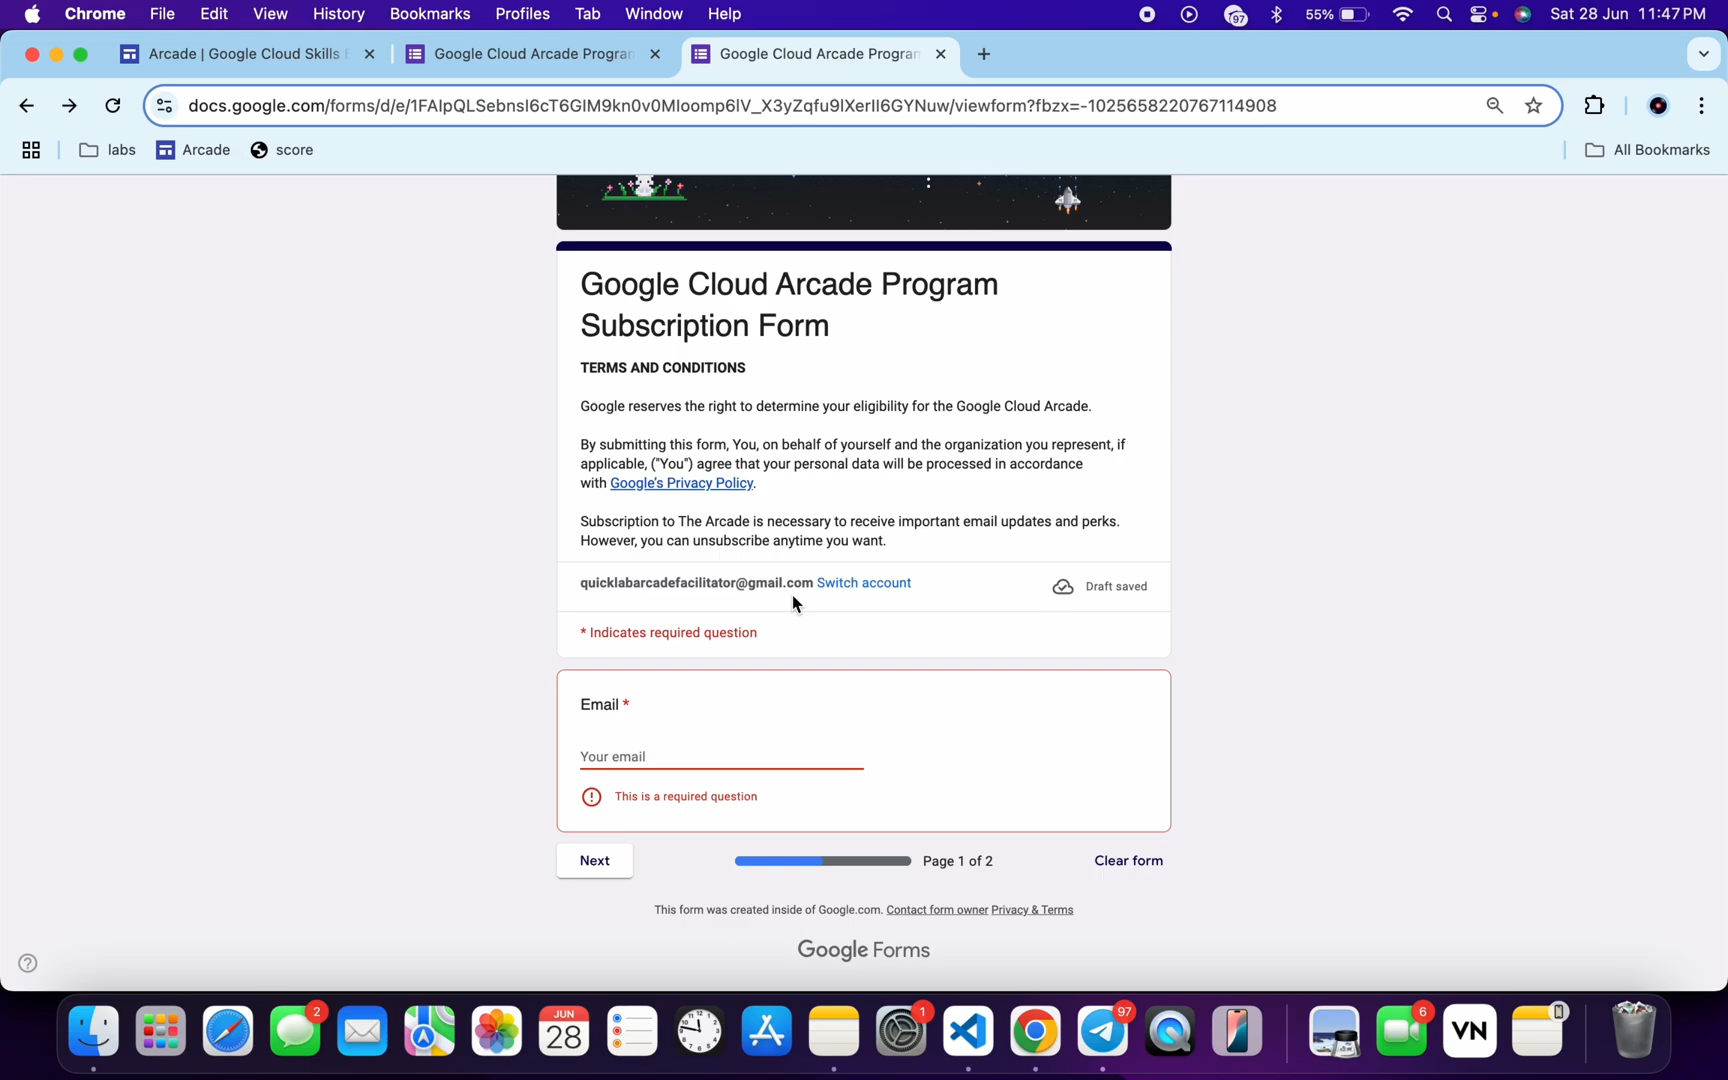 Chrome File Edit View History Bookmarks Profiles Tab Window Help 97 55% Sat 28 Jun 11:47 PM
Arcade | Google Cloud Skills Google Cloud Arcade Program Google Cloud Arcade Program
docs.google.com/forms/d/e/1FAIpQLSebnsI6cT6GIM9kn0v0MIoomp6IV_X3yZqfu9IXerII6GYNuw/viewform?fbzx=-1025658220767114908
labs Arcade score All Bookmarks
Google Cloud Arcade Program
Subscription Form
TERMS AND CONDITIONS
Google reserves the right to determine your eligibility for the Google Cloud Arcade.
By submitting this form, You, on behalf of yourself and the organization you represent, if
applicable, ("You") agree that your personal data will be processed in accordance
with Google's Privacy Policy.
Subscription to The Arcade is necessary to receive important email updates and perks.
However, you can unsubscribe anytime you want.
quicklabarcadefacilitator@gmail.com Switch account Draft saved
* Indicates required question
Email *
Your email
This is a required question
Next Page 1 of 2 Clear form
This form was created inside of Google.com. Contact form owner Privacy & Terms
Google Forms
2 JUN 28 1 97 6 VN